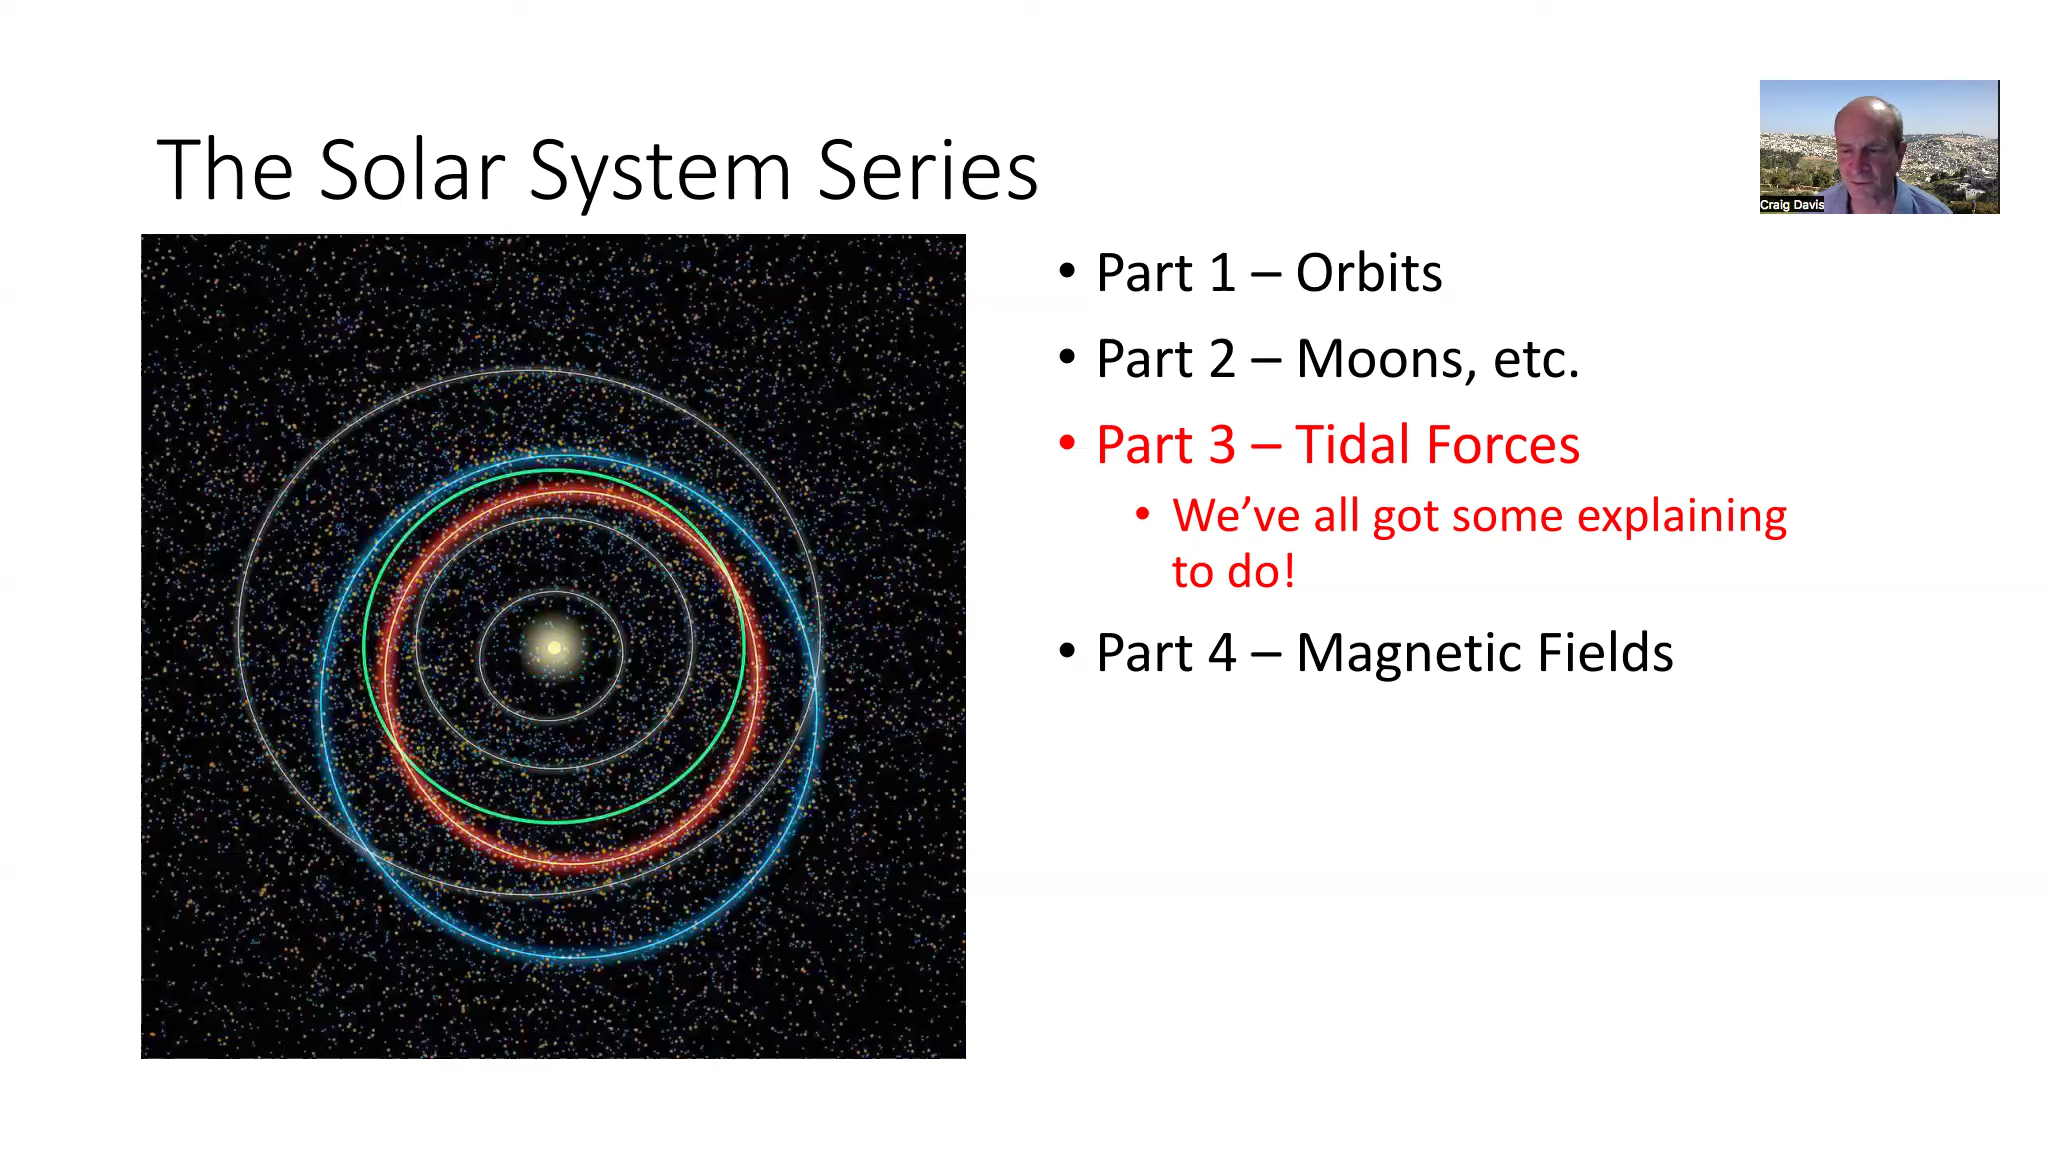 The Solar System Series
Craig Davis
• Part 1 – Orbits
• Part 2 – Moons, etc.
• Part 3 – Tidal Forces
• We’ve all got some explaining
to do!
• Part 4 – Magnetic Fields